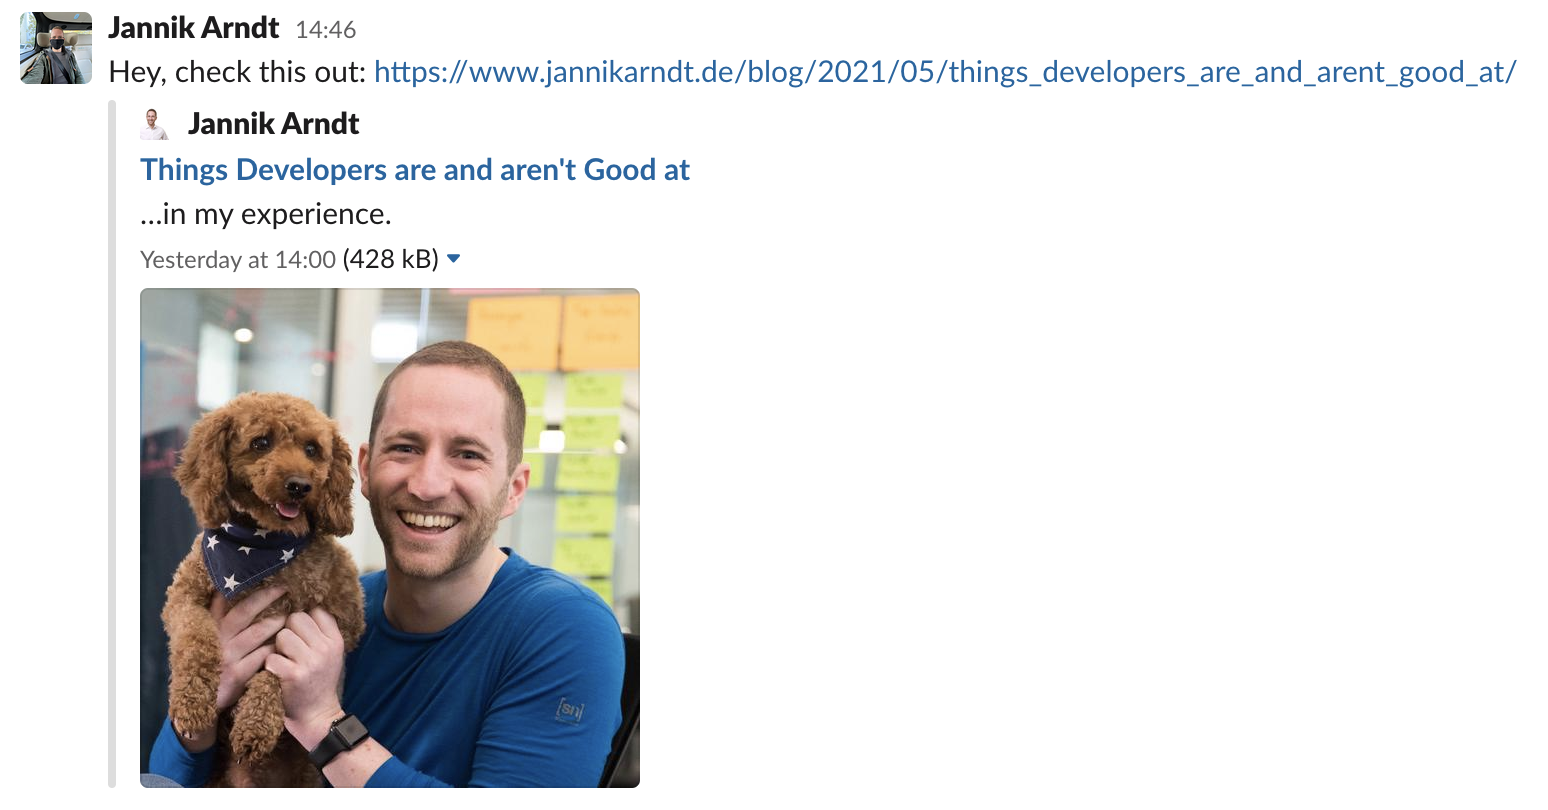 Jannik Arndt 14:46
Hey, check this out: https://www.jannikarndt.de/blog/2021/05/things_developers_are_and_arent_good_at/
Jannik Arndt
Things Developers are and aren't Good at
...in my experience.
Yesterday at 14:00 (428 kB)
[sn]